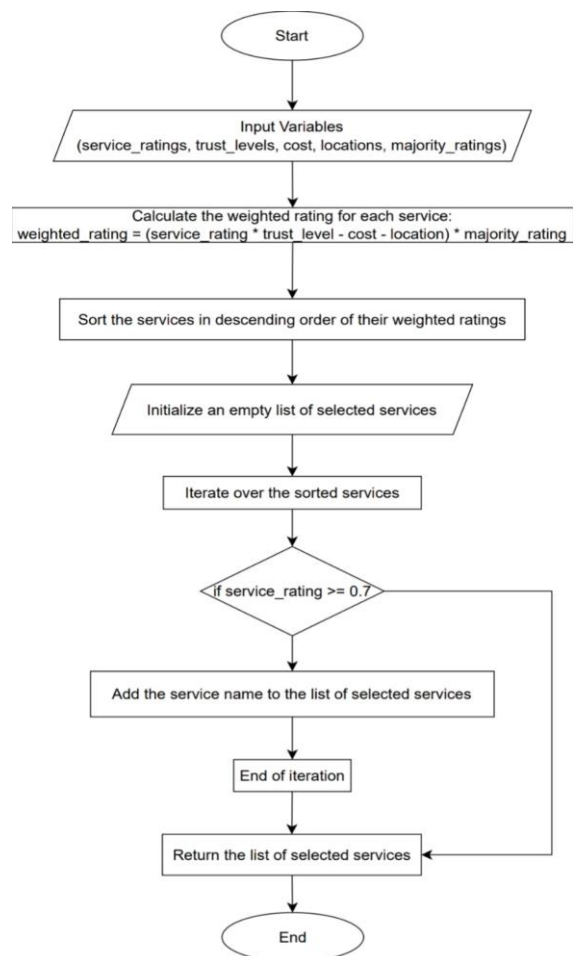 Start
Input Variables
(service_ratings, trust_levels, cost, locations, majority_ratings)
Calculate the weighted rating for each service:
weighted_rating = (service_rating * trust_level - cost - location) * majority_rating
Sort the services in descending order of their weighted ratings
Initialize an empty list of selected services
Iterate over the sorted services
if service_rating >= 0.7
Add the service name to the list of selected services
End of iteration
Return the list of selected services
End